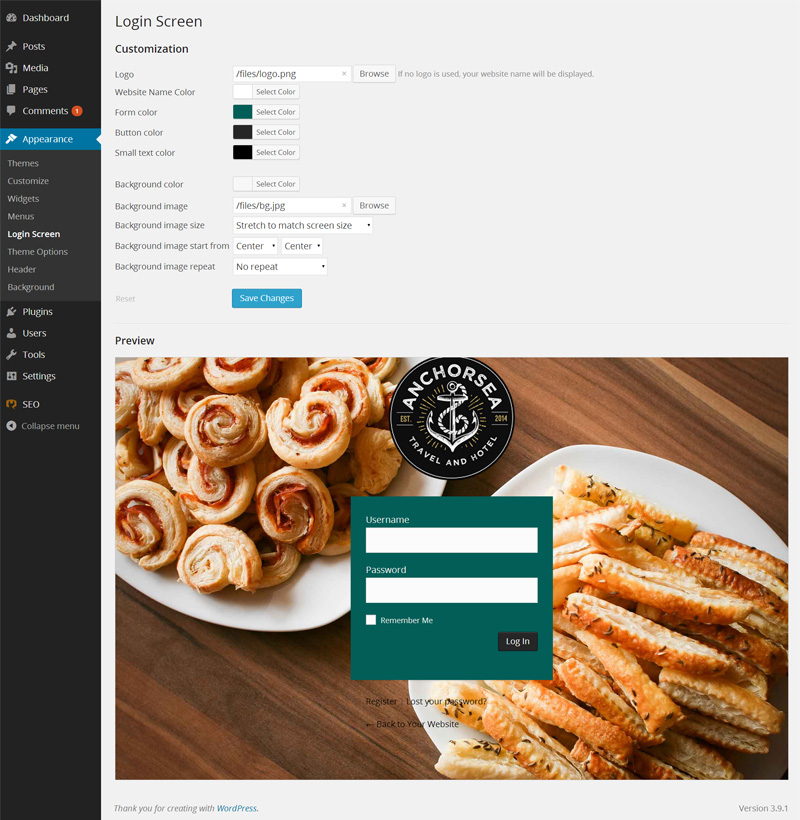 Dashboard
Posts
Media
Pages
Comments 1
Appearance
Themes
Customize
Widgets
Menus
Login Screen
Theme Options
Header
Background
Plugins
Users
Tools
Settings
SEO
Collapse menu
Login Screen
Customization
Logo /files/logo.png × Browse If no logo is used, your website name will be displayed.
Website Name Color Select Color
Form color Select Color
Button color Select Color
Small text color Select Color
Background color Select Color
Background image /files/bg.jpg × Browse
Background image size Stretch to match screen size
Background image start from Center Center
Background image repeat No repeat
Reset Save Changes
Preview
ANCHORSEA
EST. 2014
TRAVEL AND HOTEL
Username
Password
Remember Me
Log In
Register | Lost your password?
← Back to Your Website
Thank you for creating with WordPress.
Version 3.9.1